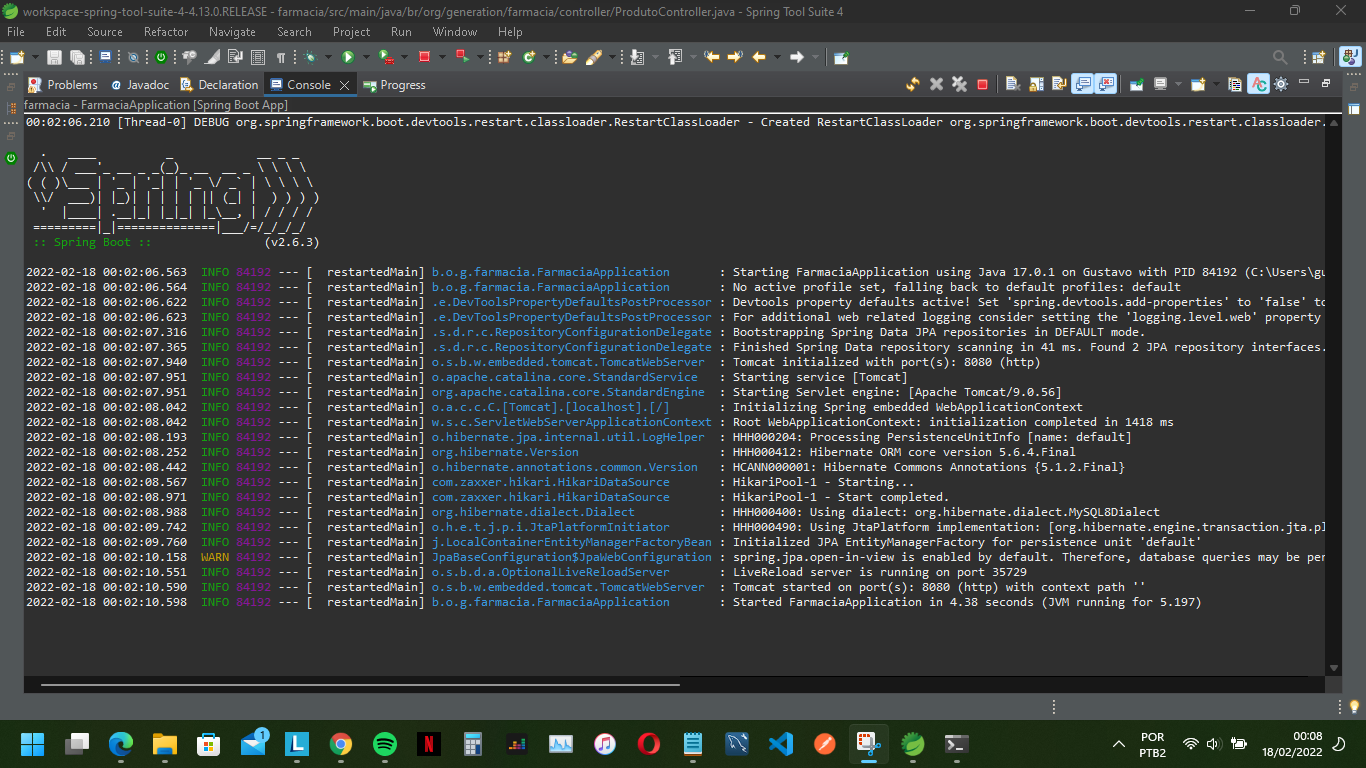 workspace-spring-tool-suite-4-4.13.0.RELEASE - farmacia/src/main/java/br/org/generation/farmacia/controller/ProdutoController.java - Spring Tool Suite 4
File Edit Source Refactor Navigate Search Project Run Window Help
Problems @ Javadoc Declaration Console Progress
farmacia - FarmaciaApplication [Spring Boot App]
00:02:06.210 [Thread-0] DEBUG org.springframework.boot.devtools.restart.classloader.RestartClassLoader - Created RestartClassLoader org.springframework.boot.devtools.restart.classloader.
  .   ____          _            __ _ _
 /\\ / ___'_ __ _ _(_)_ __  __ _ \ \ \ \
( ( )\___ | '_ | '_| | '_ \/ _` | \ \ \ \
 \\/  ___)| |_)| | | | | || (_| |  ) ) ) )
  '  |____| .__|_| |_|_| |_\__, | / / / /
 =========|_|==============|___/=/_/_/_/
 :: Spring Boot ::                (v2.6.3)
2022-02-18 00:02:06.563  INFO 84192 --- [  restartedMain] b.o.g.farmacia.FarmaciaApplication       : Starting FarmaciaApplication using Java 17.0.1 on Gustavo with PID 84192 (C:\Users\gu
2022-02-18 00:02:06.564  INFO 84192 --- [  restartedMain] b.o.g.farmacia.FarmaciaApplication       : No active profile set, falling back to default profiles: default
2022-02-18 00:02:06.622  INFO 84192 --- [  restartedMain] .e.DevToolsPropertyDefaultsPostProcessor : Devtools property defaults active! Set 'spring.devtools.add-properties' to 'false' to
2022-02-18 00:02:06.623  INFO 84192 --- [  restartedMain] .e.DevToolsPropertyDefaultsPostProcessor : For additional web related logging consider setting the 'logging.level.web' property
2022-02-18 00:02:07.316  INFO 84192 --- [  restartedMain] .s.d.r.c.RepositoryConfigurationDelegate : Bootstrapping Spring Data JPA repositories in DEFAULT mode.
2022-02-18 00:02:07.365  INFO 84192 --- [  restartedMain] .s.d.r.c.RepositoryConfigurationDelegate : Finished Spring Data repository scanning in 41 ms. Found 2 JPA repository interfaces.
2022-02-18 00:02:07.940  INFO 84192 --- [  restartedMain] o.s.b.w.embedded.tomcat.TomcatWebServer  : Tomcat initialized with port(s): 8080 (http)
2022-02-18 00:02:07.951  INFO 84192 --- [  restartedMain] o.apache.catalina.core.StandardService   : Starting service [Tomcat]
2022-02-18 00:02:07.951  INFO 84192 --- [  restartedMain] org.apache.catalina.core.StandardEngine  : Starting Servlet engine: [Apache Tomcat/9.0.56]
2022-02-18 00:02:08.042  INFO 84192 --- [  restartedMain] o.a.c.c.C.[Tomcat].[localhost].[/]       : Initializing Spring embedded WebApplicationContext
2022-02-18 00:02:08.042  INFO 84192 --- [  restartedMain] w.s.c.ServletWebServerApplicationContext : Root WebApplicationContext: initialization completed in 1418 ms
2022-02-18 00:02:08.193  INFO 84192 --- [  restartedMain] o.hibernate.jpa.internal.util.LogHelper  : HHH000204: Processing PersistenceUnitInfo [name: default]
2022-02-18 00:02:08.252  INFO 84192 --- [  restartedMain] org.hibernate.Version                    : HHH000412: Hibernate ORM core version 5.6.4.Final
2022-02-18 00:02:08.442  INFO 84192 --- [  restartedMain] o.hibernate.annotations.common.Version   : HCANN000001: Hibernate Commons Annotations {5.1.2.Final}
2022-02-18 00:02:08.567  INFO 84192 --- [  restartedMain] com.zaxxer.hikari.HikariDataSource       : HikariPool-1 - Starting...
2022-02-18 00:02:08.971  INFO 84192 --- [  restartedMain] com.zaxxer.hikari.HikariDataSource       : HikariPool-1 - Start completed.
2022-02-18 00:02:08.988  INFO 84192 --- [  restartedMain] org.hibernate.dialect.Dialect            : HHH000400: Using dialect: org.hibernate.dialect.MySQL8Dialect
2022-02-18 00:02:09.742  INFO 84192 --- [  restartedMain] o.h.e.t.j.p.i.JtaPlatformInitiator       : HHH000490: Using JtaPlatform implementation: [org.hibernate.engine.transaction.jta.pl
2022-02-18 00:02:09.760  INFO 84192 --- [  restartedMain] j.LocalContainerEntityManagerFactoryBean : Initialized JPA EntityManagerFactory for persistence unit 'default'
2022-02-18 00:02:10.158  WARN 84192 --- [  restartedMain] JpaBaseConfiguration$JpaWebConfiguration : spring.jpa.open-in-view is enabled by default. Therefore, database queries may be per
2022-02-18 00:02:10.551  INFO 84192 --- [  restartedMain] o.s.b.d.a.OptionalLiveReloadServer       : LiveReload server is running on port 35729
2022-02-18 00:02:10.590  INFO 84192 --- [  restartedMain] o.s.b.w.embedded.tomcat.TomcatWebServer  : Tomcat started on port(s): 8080 (http) with context path ''
2022-02-18 00:02:10.598  INFO 84192 --- [  restartedMain] b.o.g.farmacia.FarmaciaApplication       : Started FarmaciaApplication in 4.38 seconds (JVM running for 5.197)
1
L
N
POR
PTB2
00:08
18/02/2022